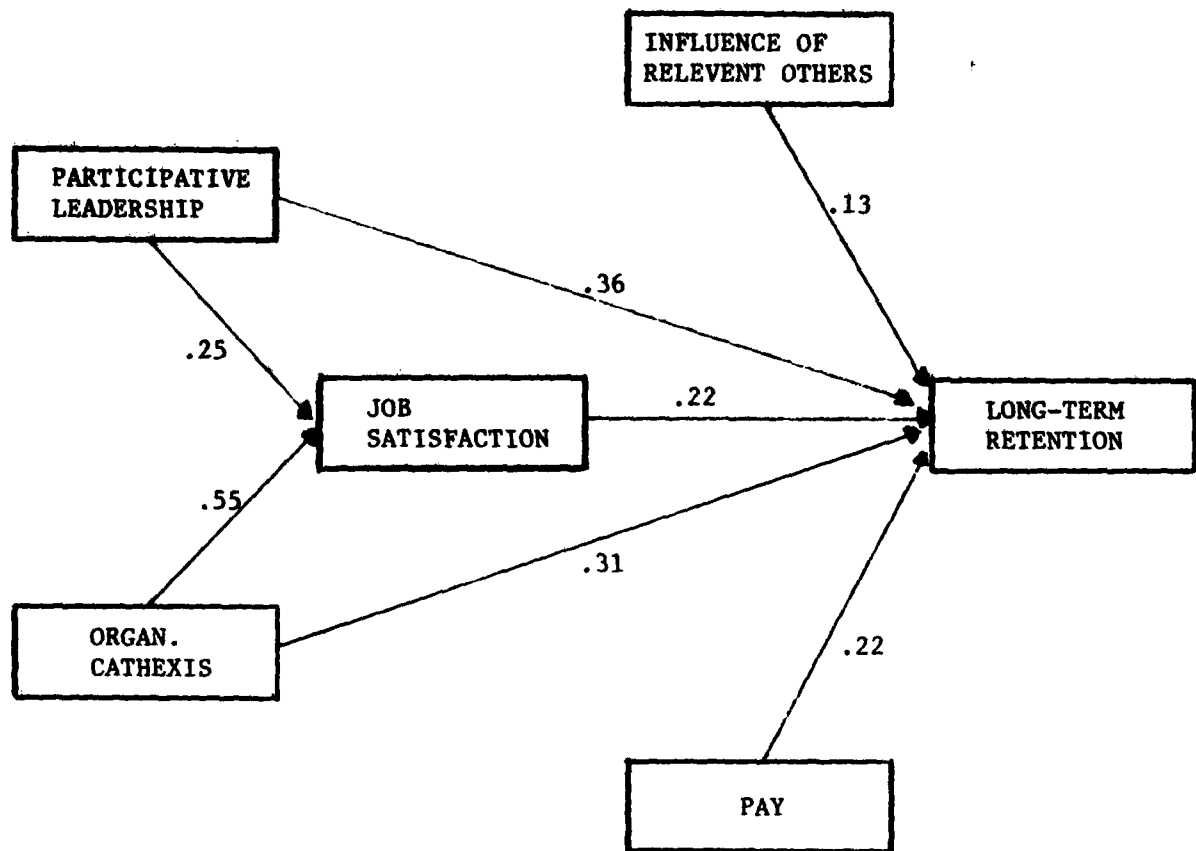 INFLUENCE OF
RELEVENT OTHERS
PARTICIPATIVE
LEADERSHIP
.13
.36
.25
JOB
SATISFACTION
.22
LONG-TERM
RETENTION
.55
.31
ORGAN.
CATHEXIS
.22
PAY